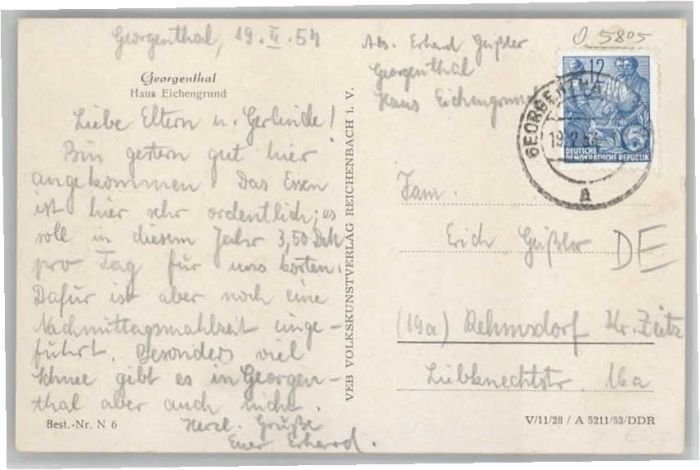 Georgenthal, 19. II. 54
Georgenthal
Haus Eichengrund
Liebe Eltern u. Gerlinde!
Bin gestern gut hier
angekommen. Das Essen
ist hier sehr ordentlich; es
soll in diesem Jahr 3,50 DM
pro Tag für uns kosten.
Dafür ist aber noch eine
Nachmittagsmahlzeit einge-
führt. Besonders viel
Schnee gibt es in Georgen-
thal aber auch nicht.
Herzl. Grüße
Euer Erhard.
Best.-Nr. N 6
VEB VOLKSKUNSTVERLAG REICHENBACH i. V.
O 5805
Abs. Erhard Geißler
Georgenthal
Haus Eichengrund
12
DEUTSCHE
DEMOKRATISCHE REPUBLIK
GEORGENTHAL
19.2.54
A
Fam.
Erich Geißler
DE
(19a) Rehmsdorf Kr. Zeitz
Liebknechtstr 16a
V/11/28 / A 5211/53/DDR